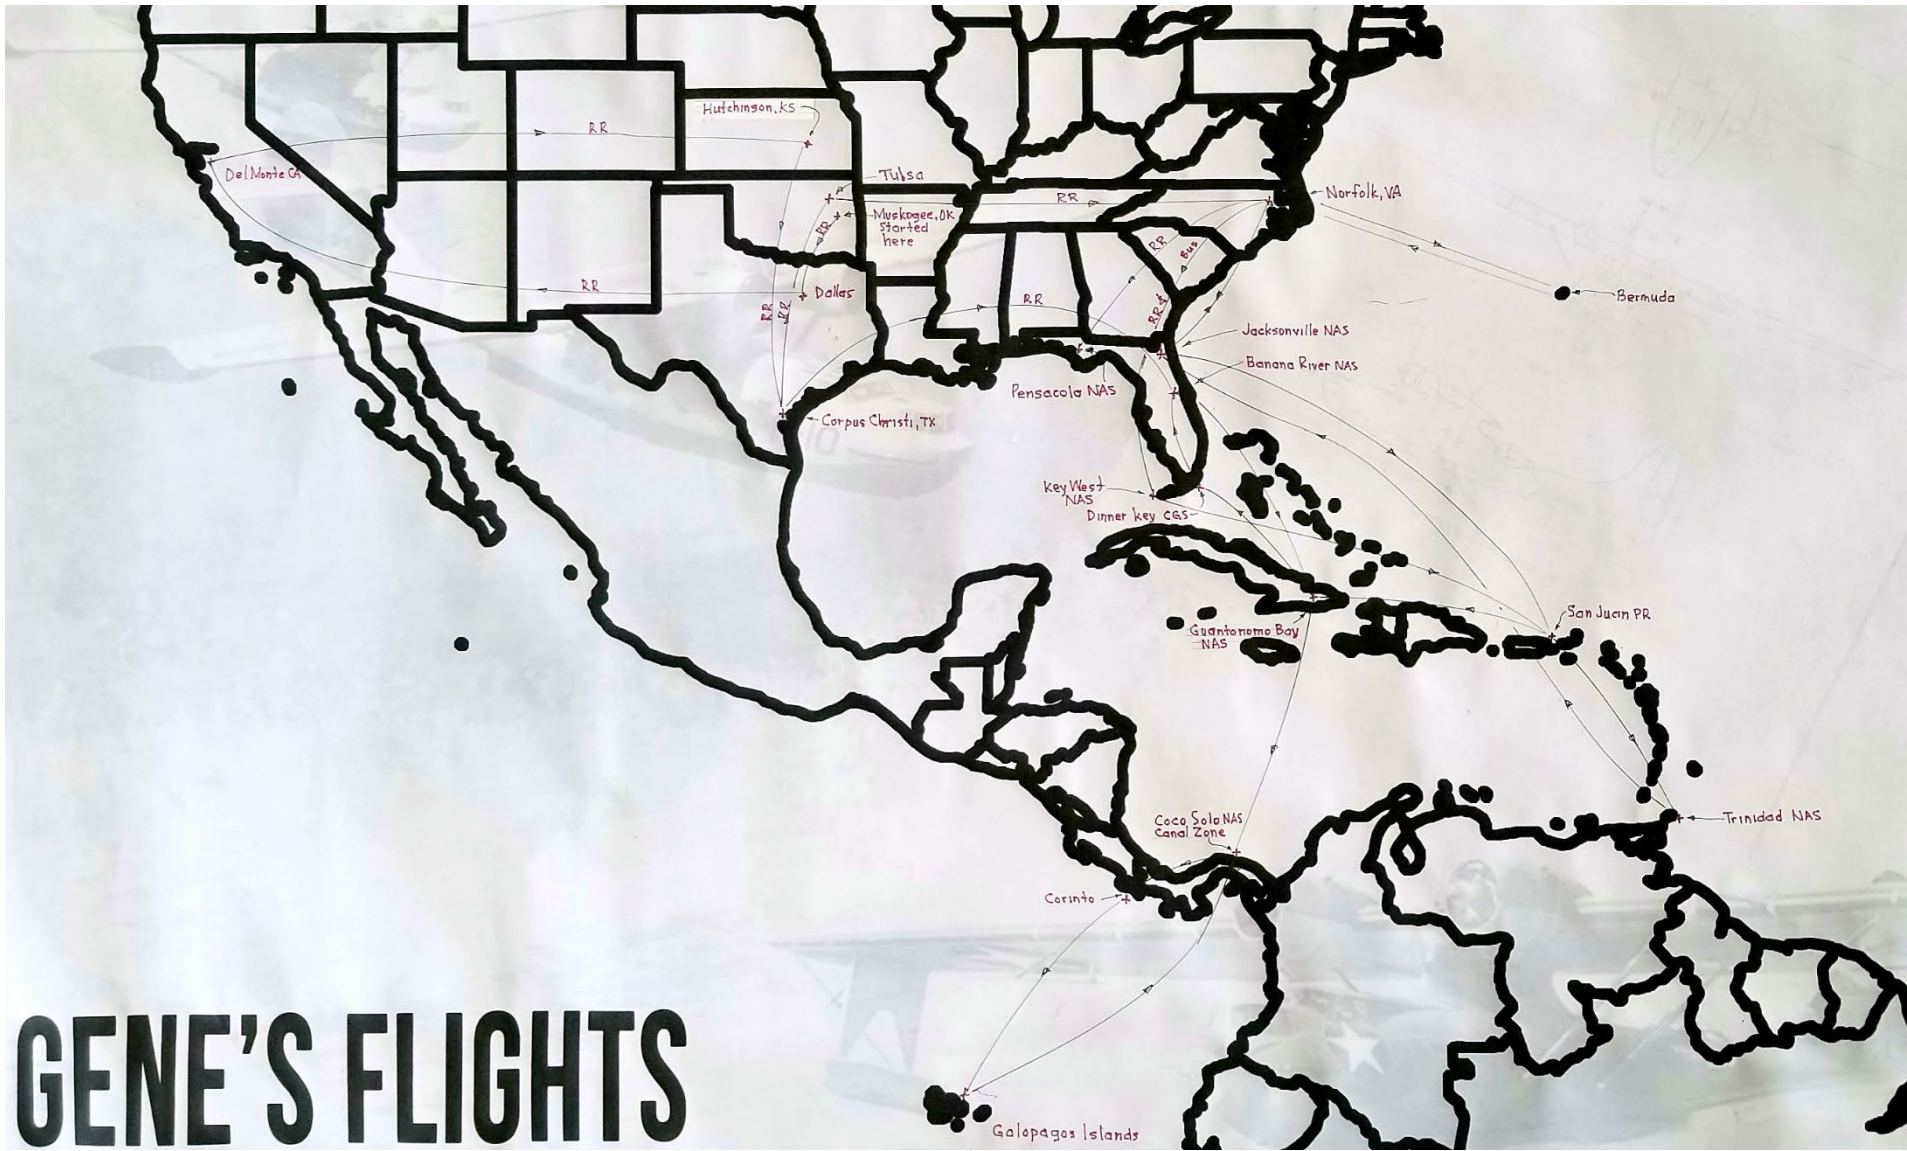 Hutchinson, KS
RR
Del Monte CA
Tulsa
RR
Norfolk, VA
Muskogee, OK
Started
here
RR
RR
Bus
RR
Dallas
Bermuda
RR
RR
RR
RR &
Jacksonville NAS
Banana River NAS
Pensacola NAS
Corpus Christi, TX
Key West
NAS
Dinner Key CGS
San Juan PR
Guantonomo Bay
NAS
Coco Solo NAS
Canal Zone
Trinidad NAS
Corinto
GENE'S FLIGHTS
Galopagos Islands